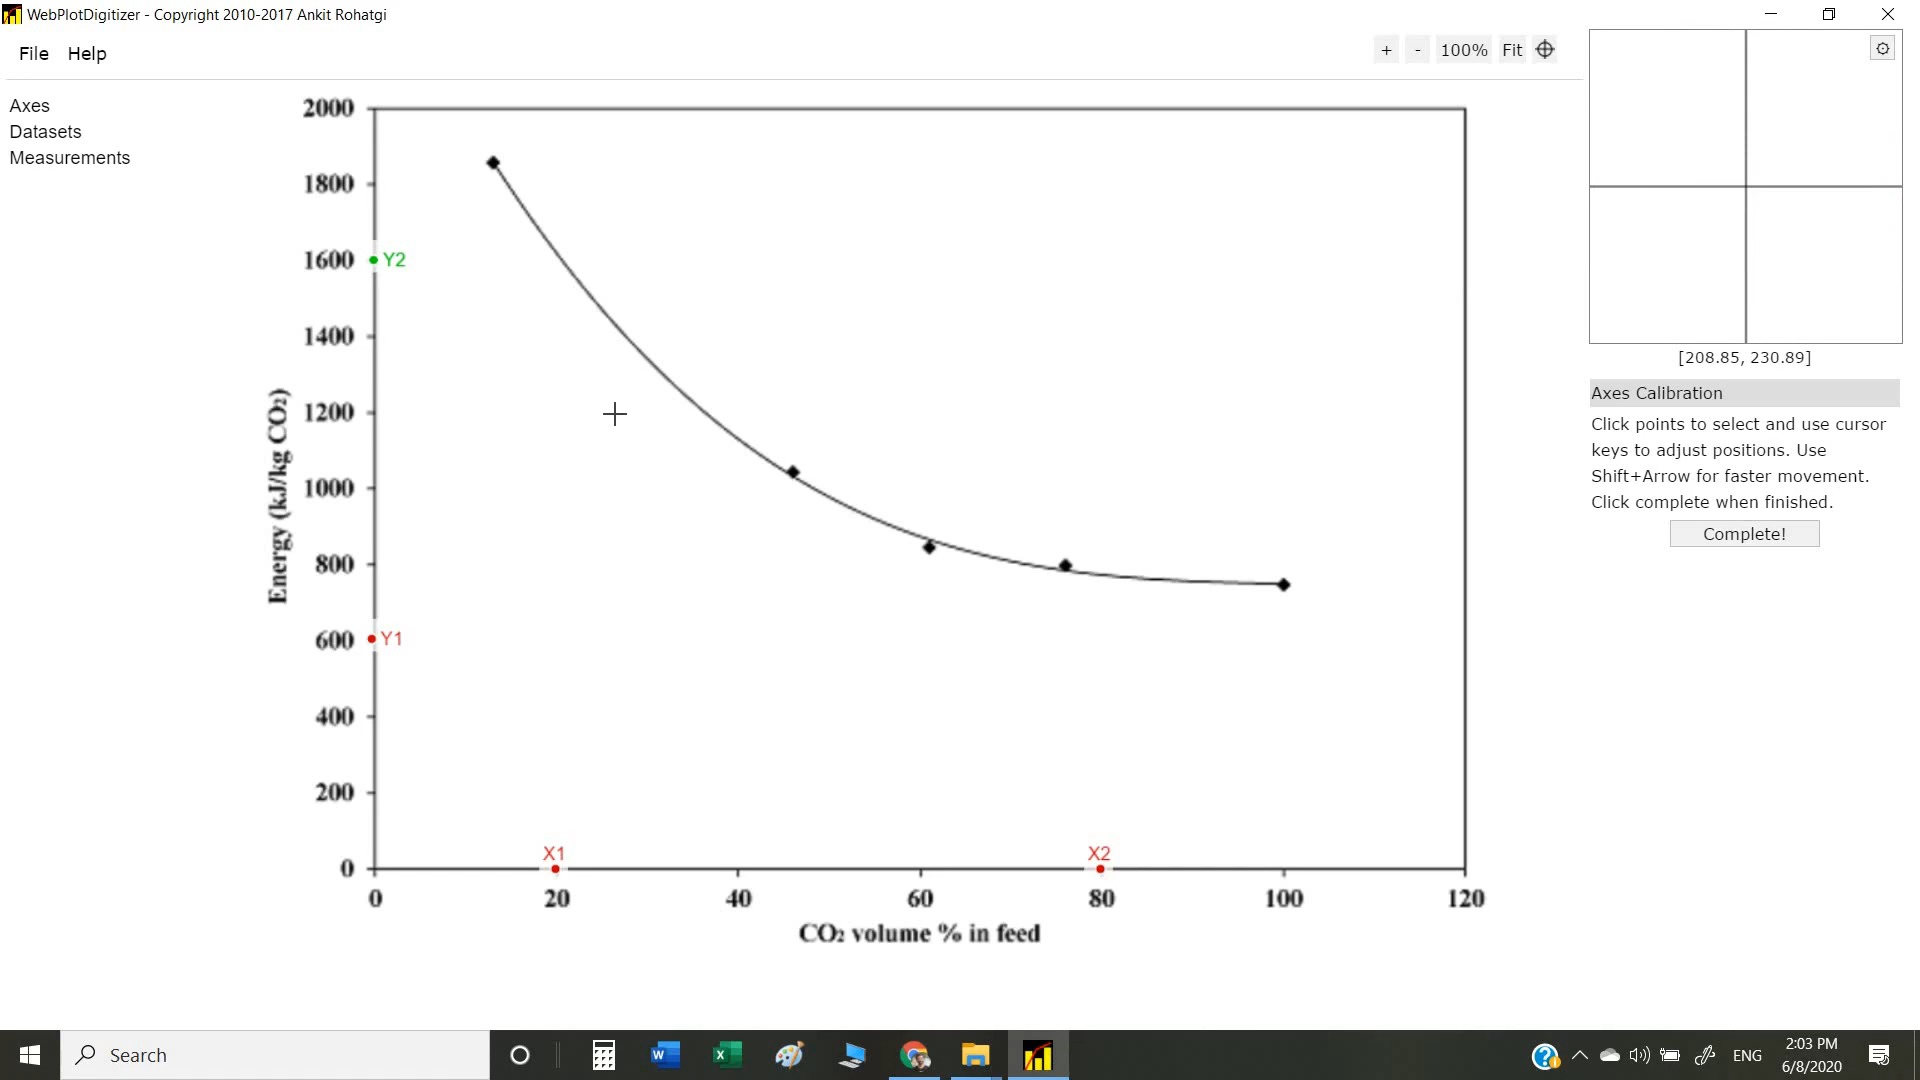 WebPlotDigitizer - Copyright 2010-2017 Ankit Rohatgi
File Help
+ - 100% Fit
Axes
Datasets
Measurements
2000
1800
1600
1400
1200
1000
800
600
400
200
0
Y2
Y1
Energy (kJ/kg CO2)
X1
X2
0 20 40 60 80 100 120
CO2 volume % in feed
[208.85, 230.89]
Axes Calibration
Click points to select and use cursor
keys to adjust positions. Use
Shift+Arrow for faster movement.
Click complete when finished.
Complete!
Search
ENG
2:03 PM
6/8/2020